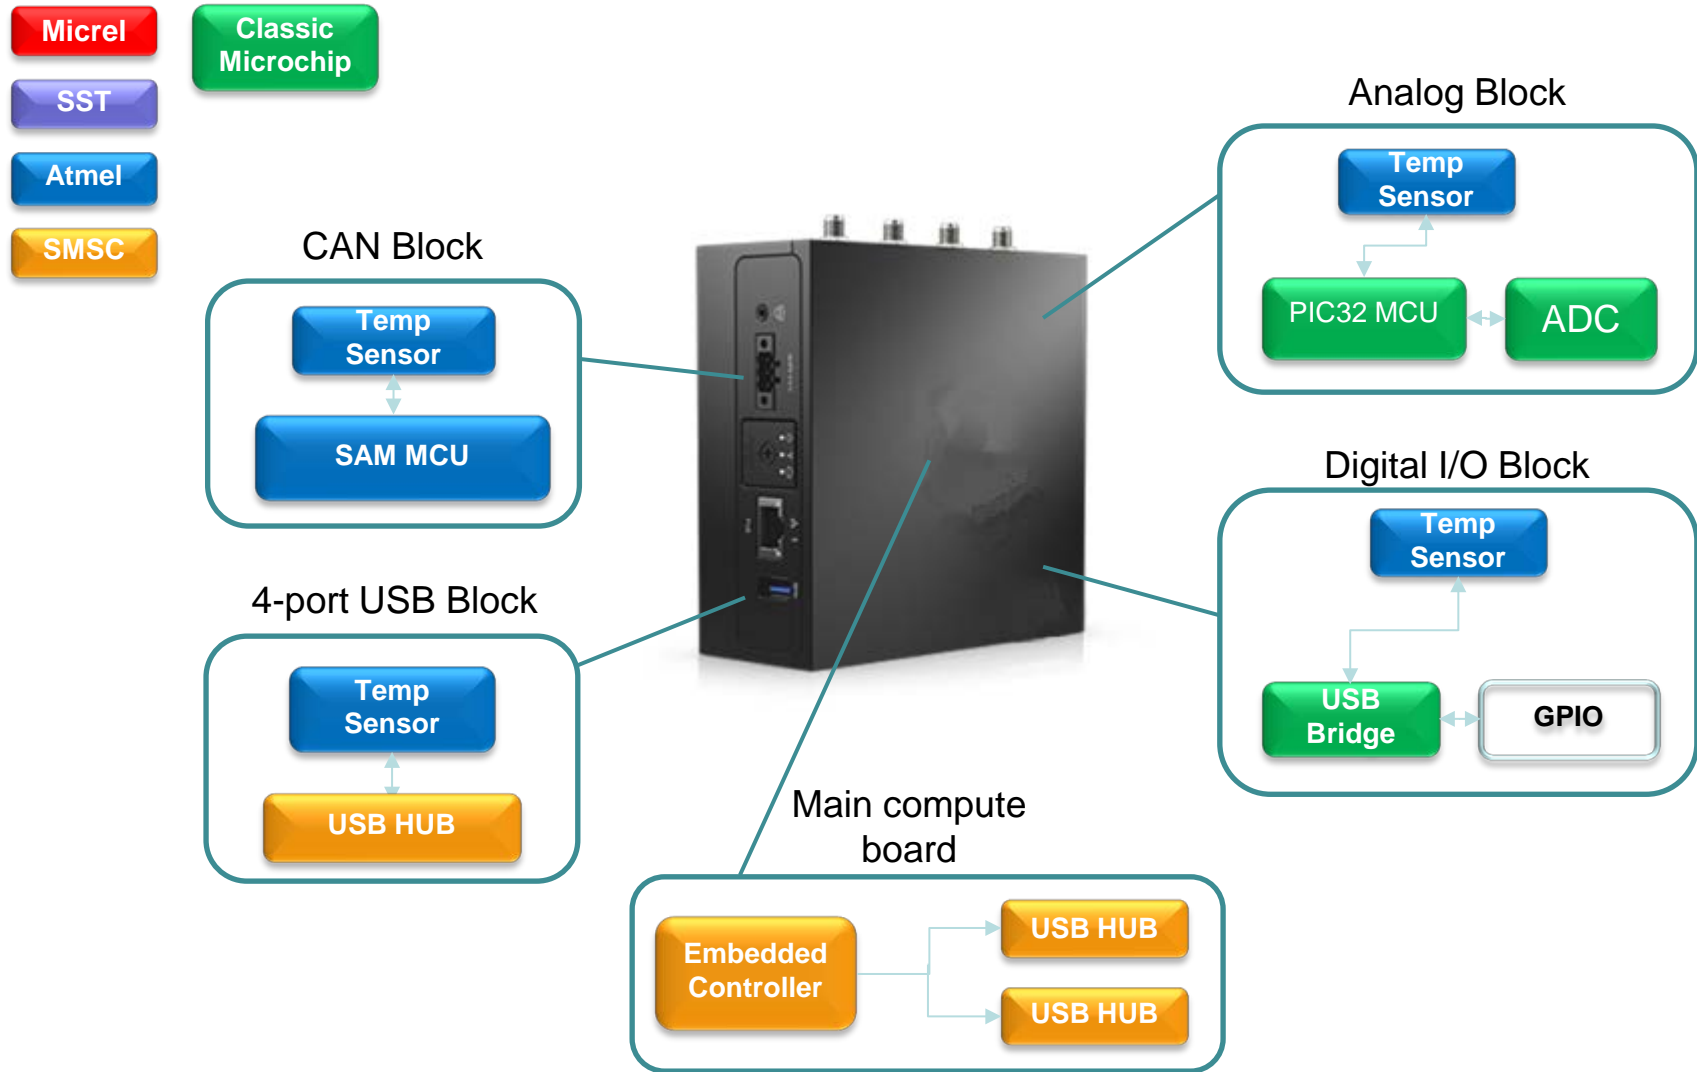 Micrel
Classic
Microchip
SST
Atmel
SMSC
Analog Block
Temp
Sensor
PIC32 MCU
ADC
CAN Block
Temp
Sensor
SAM MCU
Digital I/O Block
Temp
Sensor
USB
Bridge
GPIO
4-port USB Block
Temp
Sensor
USB HUB
Main compute
board
Embedded
Controller
USB HUB
USB HUB